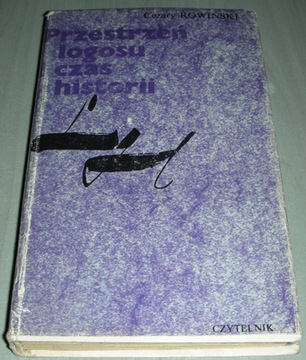 Cezary ROWIŃSKI
Przestrzeń
logosu
czas
historii
CZYTELNIK